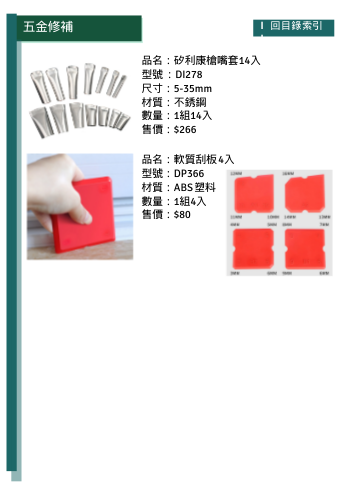 五金修補
回目錄索引
品名：矽利康槍嘴套14入
型號：DI278
尺寸：5-35mm
材質：不銹鋼
數量：1組14入
售價：$266
品名：軟質刮板4入
型號：DP366
材質：ABS塑料
數量：1組4入
售價：$80